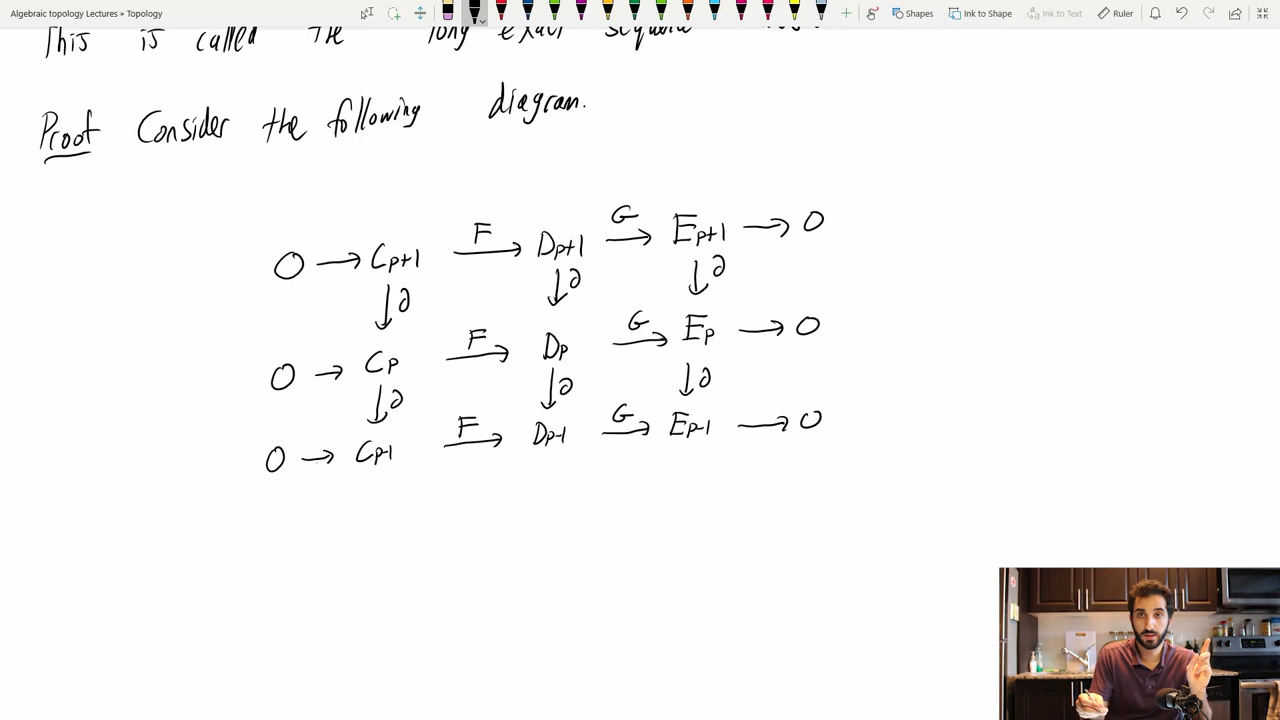 Algebraic topology Lectures » Topology
Shapes Ink to Shape Ink to Text Ruler
This is called the long exact
Proof Consider the following diagram.
0 → Cp+1 F→ Dp+1 G→ Ep+1 → 0
↓∂ ↓∂ ↓∂
0 → Cp F→ Dp G→ Ep → 0
↓∂ ↓∂ ↓∂
0 → Cp-1 F→ Dp-1 G→ Ep-1 → 0